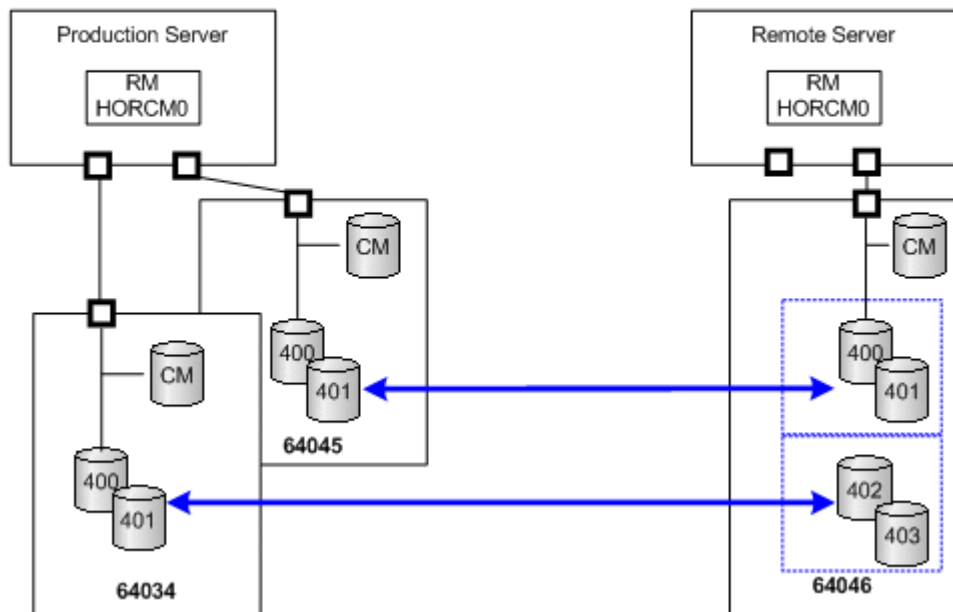 Production Server
RM
HORCM0
Remote Server
RM
HORCM0
CM
400
401
64045
CM
400
401
64034
CM
400
401
402
403
64046